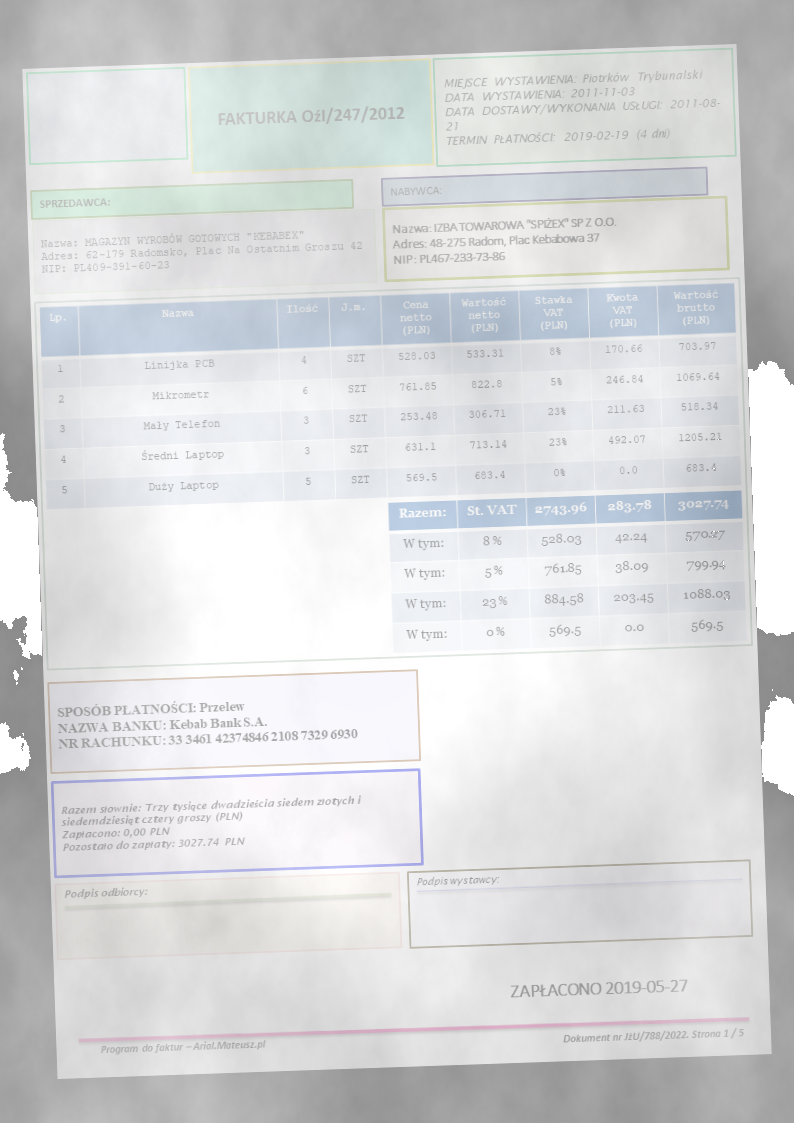 FAKTURKA OżI/247/2012
MIEJSCE WYSTAWIENIA: Piotrków Trybunalski
DATA WYSTAWIENIA: 2011-11-03
DATA DOSTAWY/WYKONANIA USŁUGI: 2011-08-
21
TERMIN PŁATNOŚCI: 2019-02-19 (4 dni)
SPRZEDAWCA:
NABYWCA:
Nazwa: MAGAZYN WYROBÓW GOTOWYCH "KEBABEX"
Adres: 62-179 Radomsko, Plac Na Ostatnim Groszu 42
NIP: PL409-391-60-23
Nazwa: IZBA TOWAROWA "SPIŻEX" SP Z O.O.
Adres: 48-275 Radom, Plac Kebabowa 37
NIP: PL467-233-73-86
Lp. Nazwa Ilość J.m. Cena netto (PLN) Wartość netto (PLN) Stawka VAT (PLN) Kwota VAT (PLN) Wartość brutto (PLN)
1 Linijka PCB 4 SZT 528.03 533.31 8% 170.66 703.97
2 Mikrometr 6 SZT 761.85 822.8 5% 246.84 1069.64
3 Mały Telefon 3 SZT 253.48 306.71 23% 211.63 518.34
4 Średni Laptop 3 SZT 631.1 713.14 23% 492.07 1205.21
5 Duży Laptop 5 SZT 569.5 683.4 0% 0.0 683.4
Razem: St. VAT 2743.96 283.78 3027.74
W tym: 8 % 528.03 42.24 570.27
W tym: 5 % 761.85 38.09 799.94
W tym: 23 % 884.58 203.45 1088.03
W tym: 0 % 569.5 0.0 569.5
SPOSÓB PŁATNOŚCI: Przelew
NAZWA BANKU: Kebab Bank S.A.
NR RACHUNKU: 33 3461 4237 4846 2108 7329 6930
Razem słownie: Trzy tysiące dwadzieścia siedem złotych i
siedemdziesiąt cztery groszy (PLN)
Zapłacono: 0,00 PLN
Pozostało do zapłaty: 3027.74 PLN
Podpis odbiorcy:
Podpis wystawcy:
ZAPŁACONO 2019-05-27
Program do faktur – Arial.Mateusz.pl
Dokument nr JżU/788/2022. Strona 1 / 5